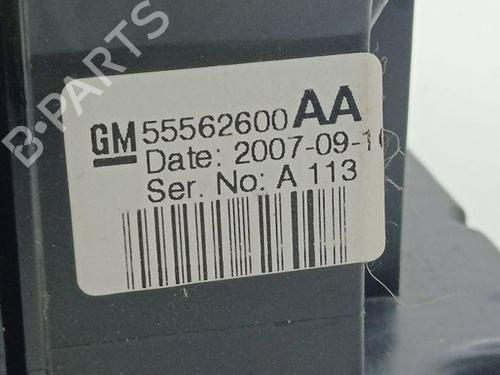 B-PARTS
GM 55562600 AA
Date: 2007-09-1
Ser. No: A 113